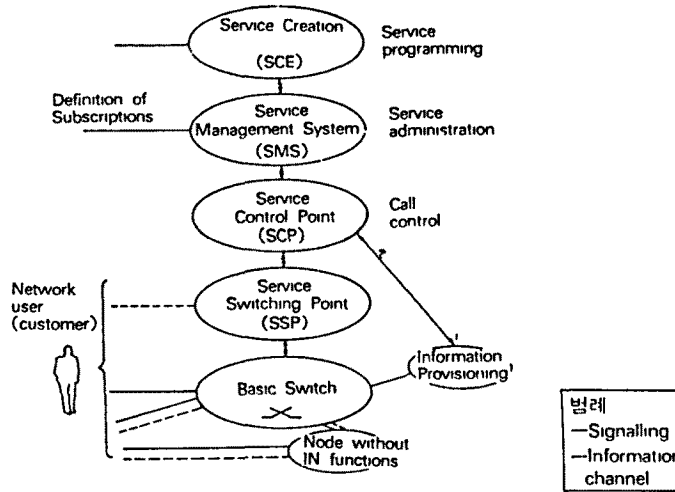 Service Creation
(SCE)
Service
programming
Definition of
Subscriptions
Service
Management System
(SMS)
Service
administration
Service
Control Point
(SCP)
Call
control
Network
user
(customer)
Service
Switching Point
(SSP)
Information
Provisioning
Basic Switch
Node without
IN functions
범례
—Signalling
—Information
channel